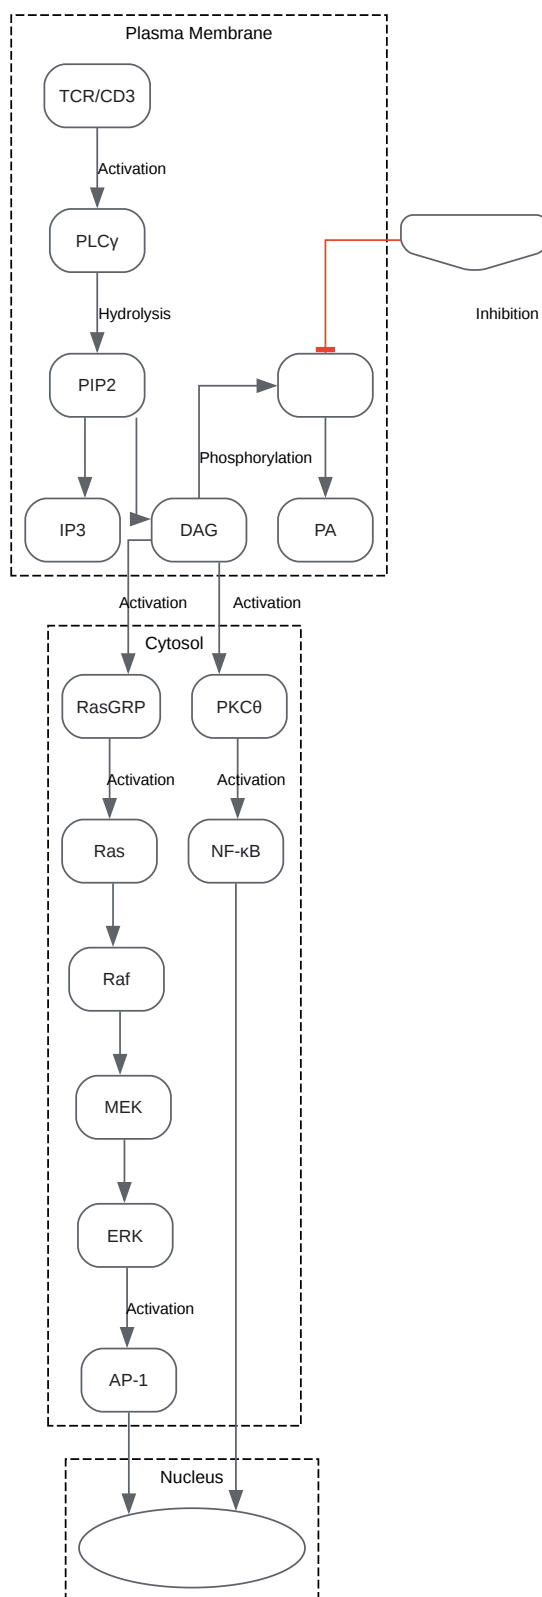 Plasma Membrane
TCR/CD3
Activation
PLCγ
Hydrolysis
Inhibition
PIP2
Phosphorylation
IP3
DAG
PA
Activation
Activation
Cytosol
RasGRP
PKCθ
Activation
Activation
Ras
NF-κB
Raf
MEK
ERK
Activation
AP-1
Nucleus